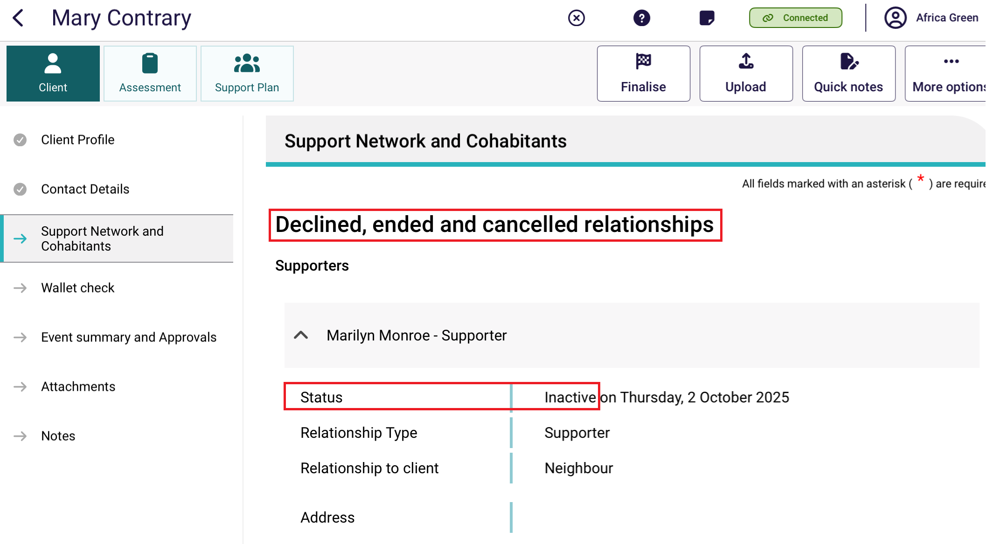 Mary Contrary
Connected
Africa Green
Client
Assessment
Support Plan
Finalise
Upload
Quick notes
More options
Client Profile
Contact Details
Support Network and
Cohabitants
Wallet check
Event summary and Approvals
Attachments
Notes
Support Network and Cohabitants
All fields marked with an asterisk ( * ) are require
Declined, ended and cancelled relationships
Supporters
Marilyn Monroe - Supporter
Status Inactive on Thursday, 2 October 2025
Relationship Type Supporter
Relationship to client Neighbour
Address